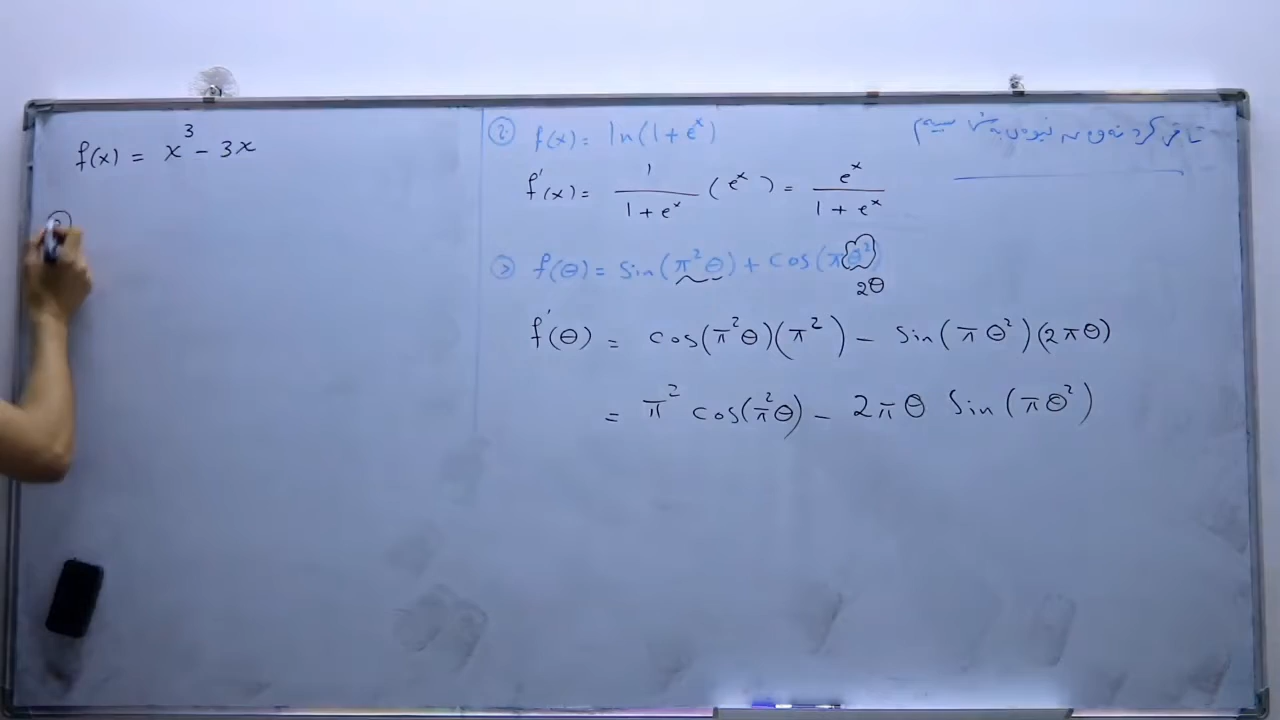 f(x) = x³ - 3x
② f(x) = ln(1 + eˣ)
f'(x) = 1/(1 + eˣ) (eˣ) = eˣ/(1 + eˣ)
③ f(θ) = sin(π²θ) + cos(πθ²)
2θ
f'(θ) = cos(π²θ)(π²) - sin(πθ²)(2πθ)
= π² cos(π²θ) - 2πθ sin(πθ²)